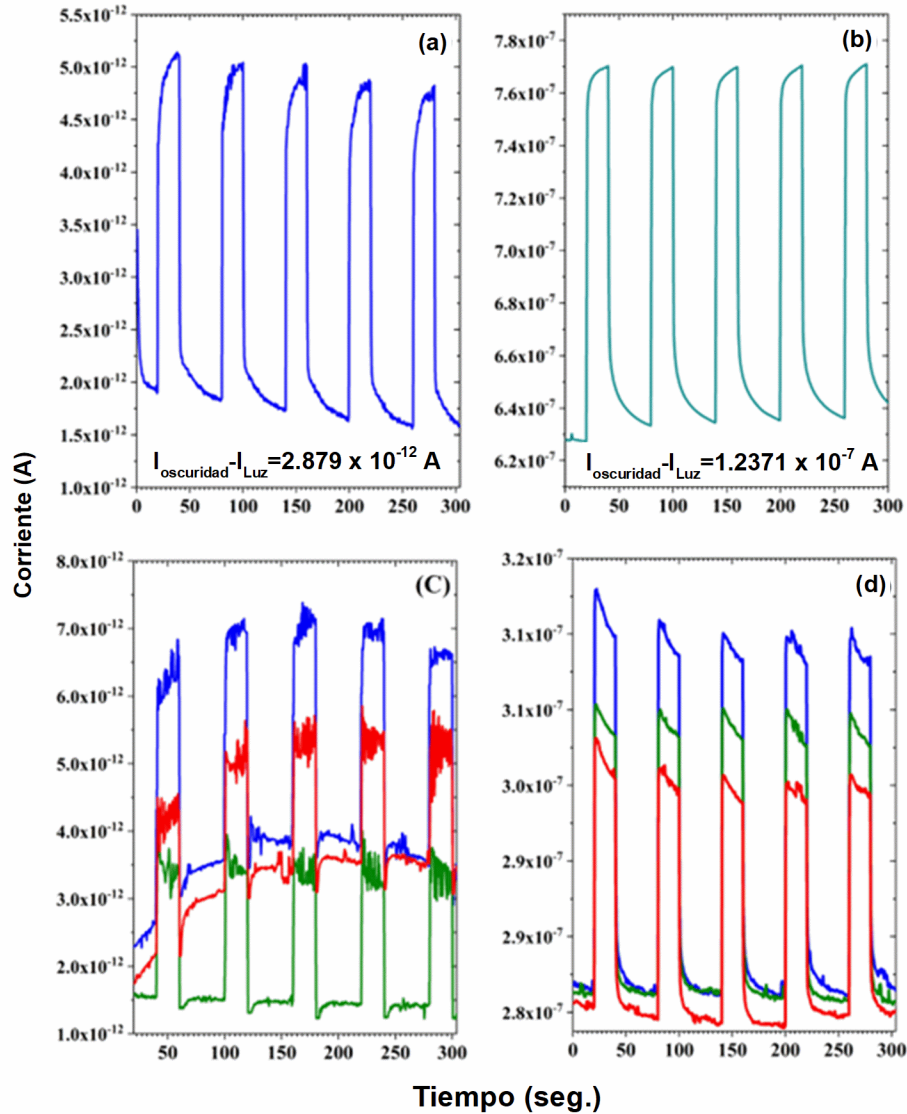 (a)
5.5x10-12
5.0x10-12
4.5x10-12
4.0x10-12
3.5x10-12
3.0x10-12
2.5x10-12
2.0x10-12
1.5x10-12
1.0x10-12
Ioscuridad-ILuz=2.879 x 10-12 A
0 50 100 150 200 250 300
(b)
7.8x10-7
7.6x10-7
7.4x10-7
7.2x10-7
7.0x10-7
6.8x10-7
6.6x10-7
6.4x10-7
6.2x10-7
Ioscuridad-ILuz=1.2371 x 10-7 A
0 50 100 150 200 250 300
Corriente (A)
(C)
8.0x10-12
7.0x10-12
6.0x10-12
5.0x10-12
4.0x10-12
3.0x10-12
2.0x10-12
1.0x10-12
50 100 150 200 250 300
(d)
3.2x10-7
3.1x10-7
3.1x10-7
3.0x10-7
2.9x10-7
2.9x10-7
2.8x10-7
0 50 100 150 200 250 300
Tiempo (seg.)